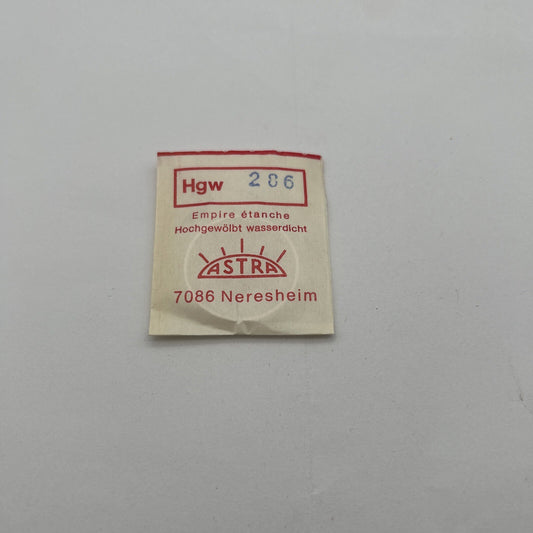 Hgw 286
Empire étanche
Hochgewölbt wasserdicht
ASTRA
7086 Neresheim